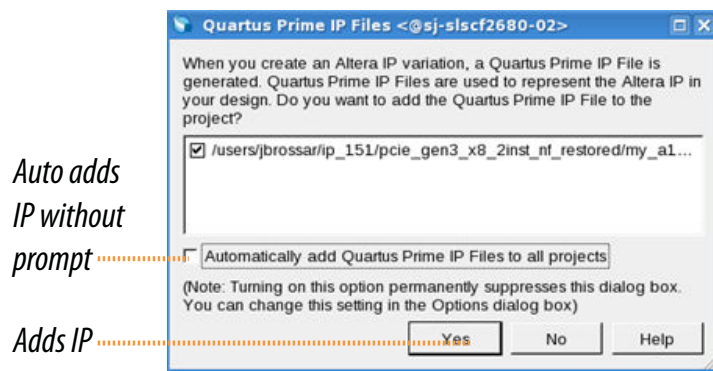 Quartus Prime IP Files <@sj-slscf2680-02>
When you create an Altera IP variation, a Quartus Prime IP File is
generated. Quartus Prime IP Files are used to represent the Altera IP in
your design. Do you want to add the Quartus Prime IP File to the
project?
/users/jbrossar/ip_151/pcie_gen3_x8_2inst_nf_restored/my_a1...
Auto adds
IP without
prompt
Automatically add Quartus Prime IP Files to all projects
(Note: Turning on this option permanently suppresses this dialog box.
You can change this setting in the Options dialog box)
Adds IP
Yes
No
Help